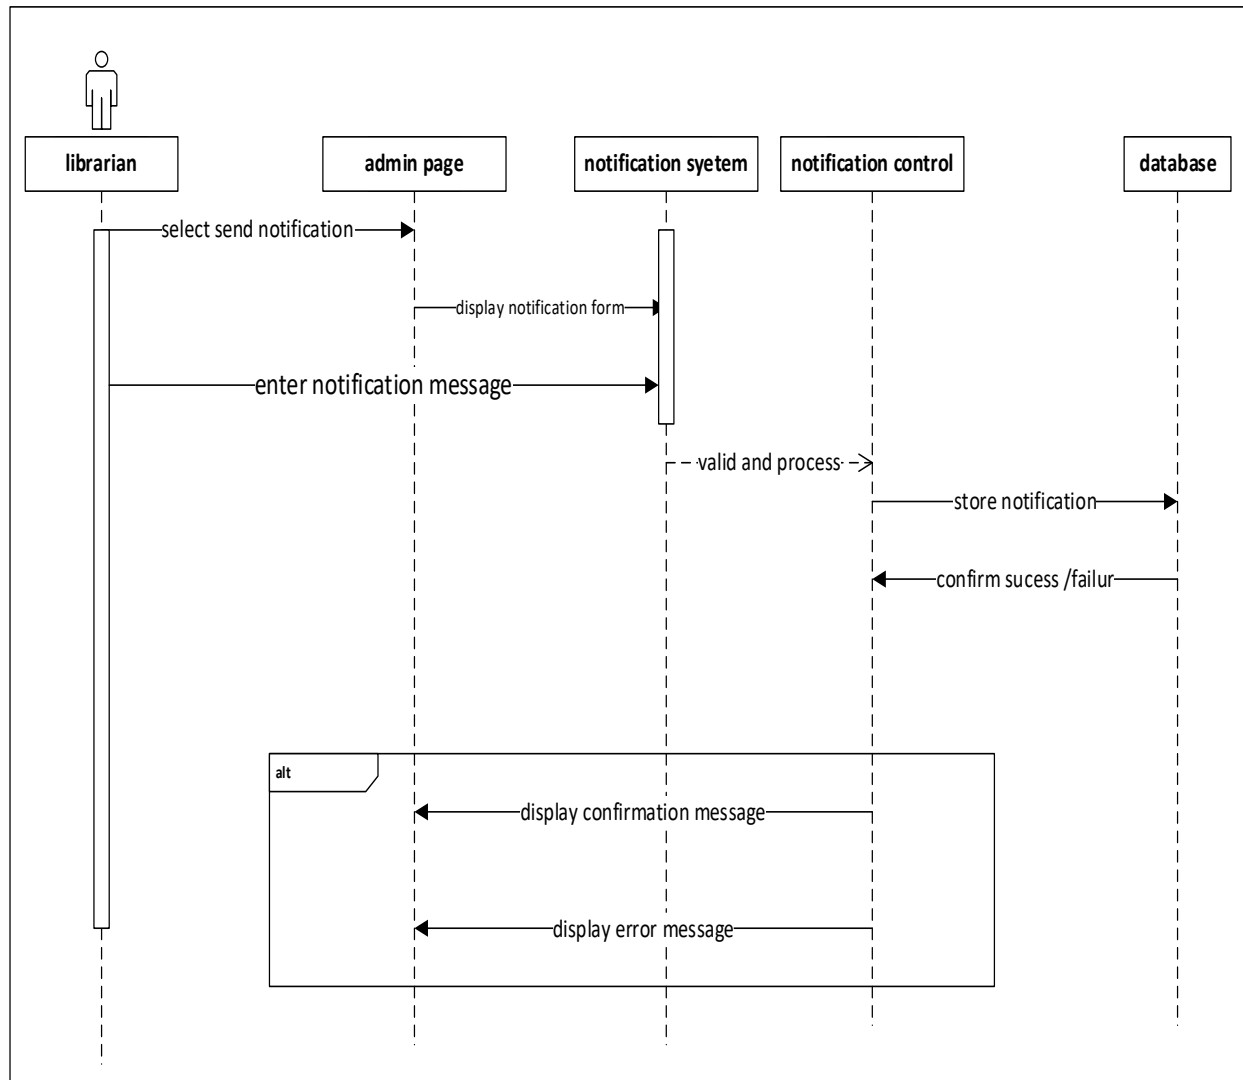 librarian
admin page
notification syetem
notification control
database
select send notification
display notification form
enter notification message
valid and process
store notification
confirm sucess /failur
alt
display confirmation message
display error message